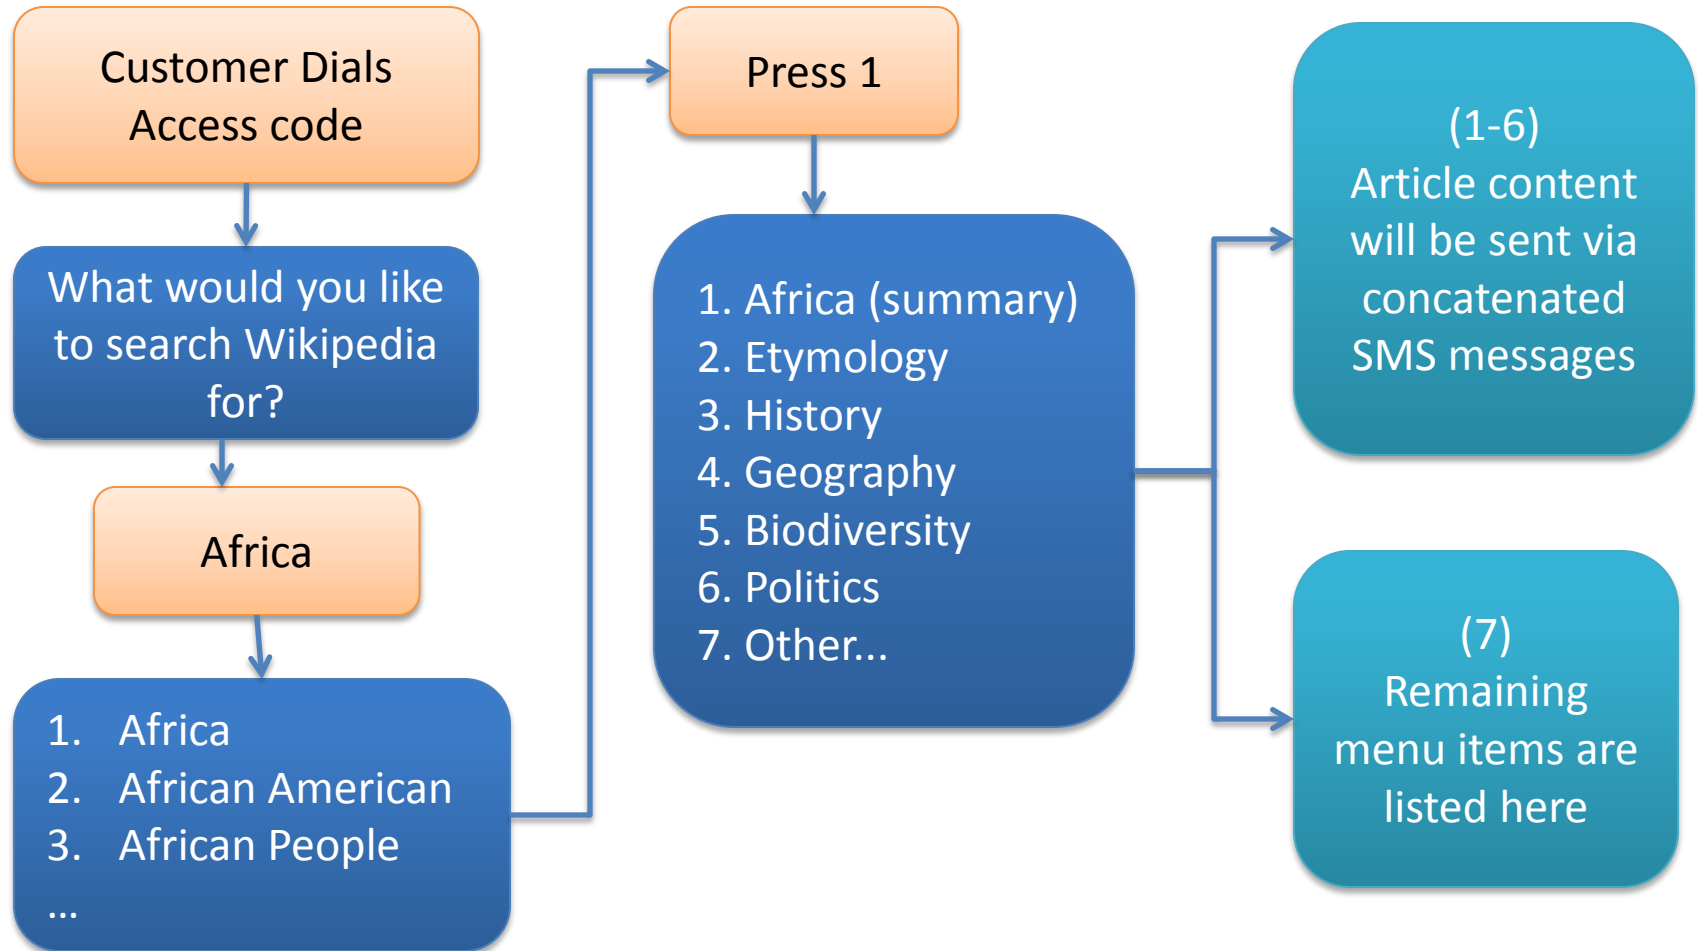 Customer Dials
Access code
What would you like
to search Wikipedia
for?
Africa
1. Africa
2. African American
3. African People
...
Press 1
1. Africa (summary)
2. Etymology
3. History
4. Geography
5. Biodiversity
6. Politics
7. Other...
(1-6)
Article content
will be sent via
concatenated
SMS messages
(7)
Remaining
menu items are
listed here